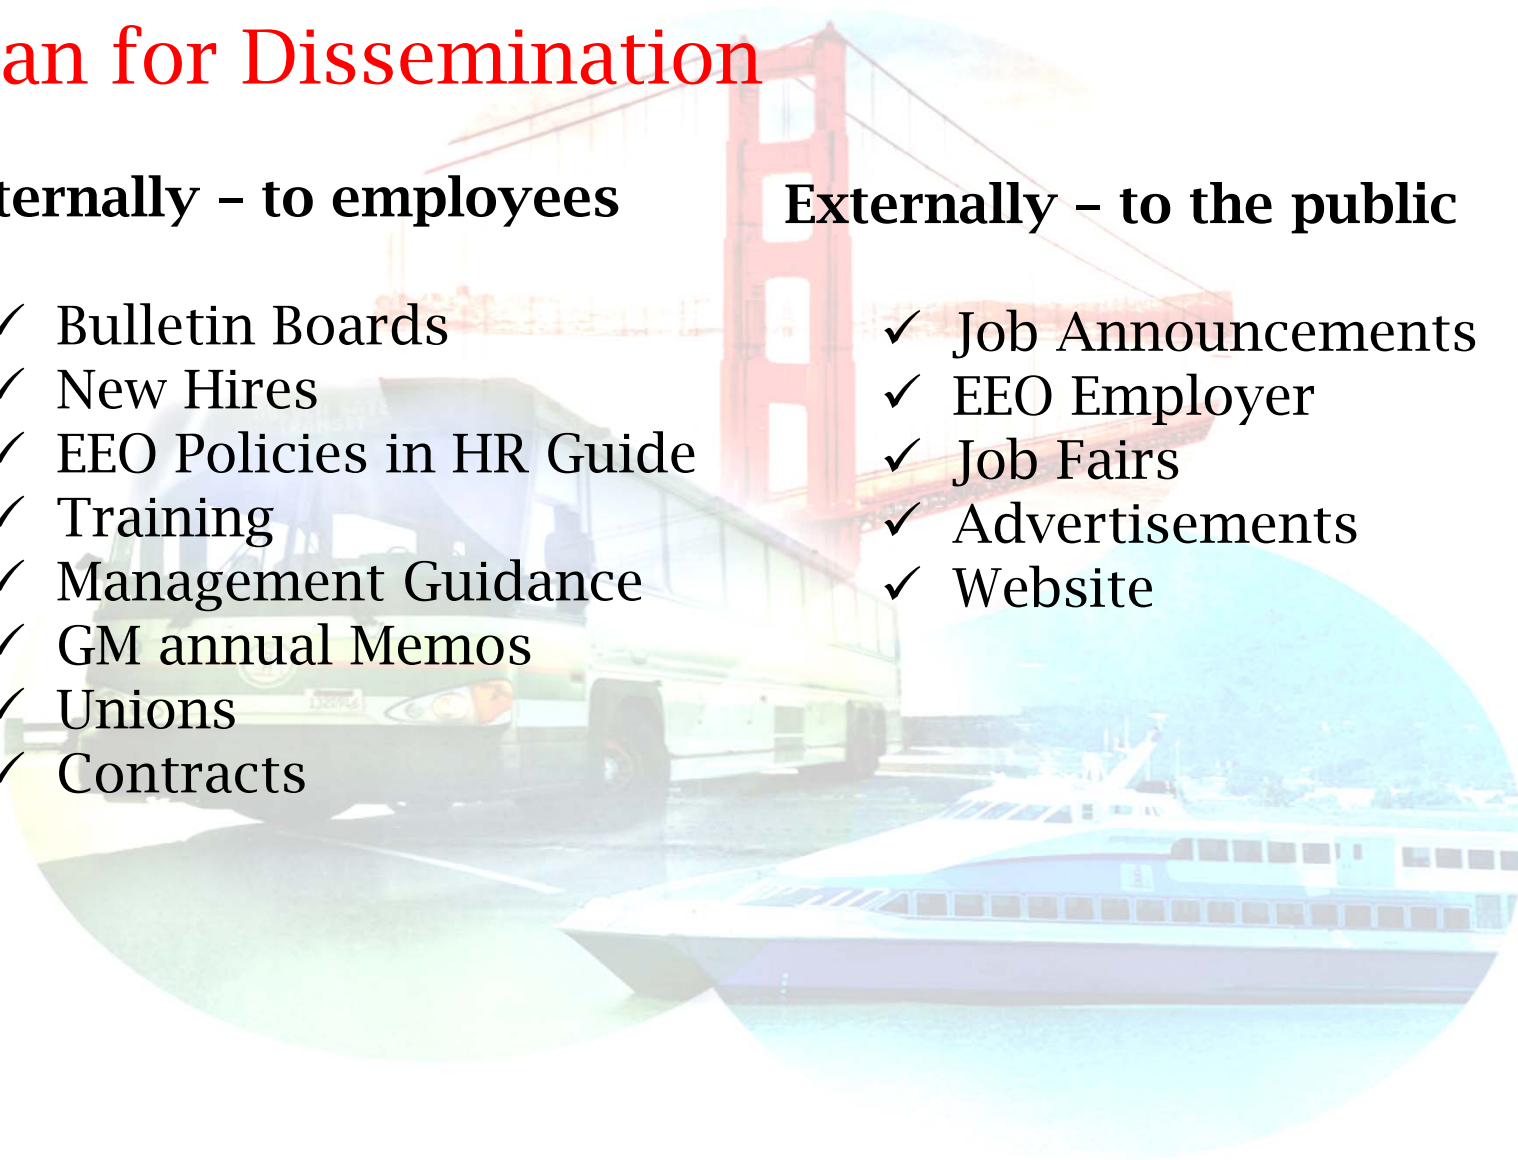 an for Dissemination
ternally – to employees
✓ Bulletin Boards
✓ New Hires
✓ EEO Policies in HR Guide
✓ Training
✓ Management Guidance
✓ GM annual Memos
✓ Unions
✓ Contracts
Externally – to the public
✓ Job Announcements
✓ EEO Employer
✓ Job Fairs
✓ Advertisements
✓ Website